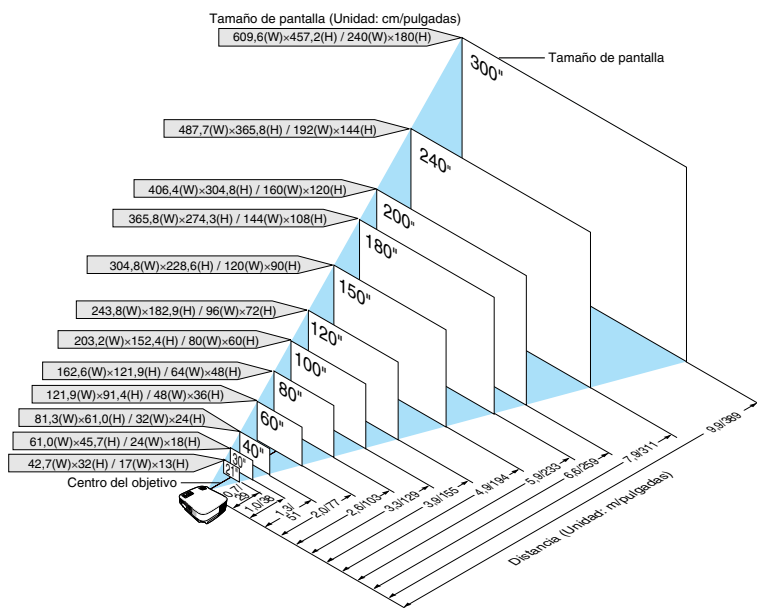 Tamaño de pantalla (Unidad: cm/pulgadas)
609,6(W)×457,2(H) / 240(W)×180(H)
Tamaño de pantalla
300"
487,7(W)×365,8(H) / 192(W)×144(H)
240"
406,4(W)×304,8(H) / 160(W)×120(H)
200"
365,8(W)×274,3(H) / 144(W)×108(H)
180"
304,8(W)×228,6(H) / 120(W)×90(H)
150"
243,8(W)×182,9(H) / 96(W)×72(H)
120"
203,2(W)×152,4(H) / 80(W)×60(H)
100"
162,6(W)×121,9(H) / 64(W)×48(H)
80"
121,9(W)×91,4(H) / 48(W)×36(H)
60"
81,3(W)×61,0(H) / 32(W)×24(H)
40"
61,0(W)×45,7(H) / 24(W)×18(H)
30"
42,7(W)×32(H) / 17(W)×13(H)
21"
Centro del objetivo
0,7/
29
1,0/38
1,3/
51
2,0/77
2,6/103
3,3/129
3,9/155
4,9/194
5,9/233
6,6/259
7,9/311
9,9/389
Distancia (Unidad: m/pulgadas)